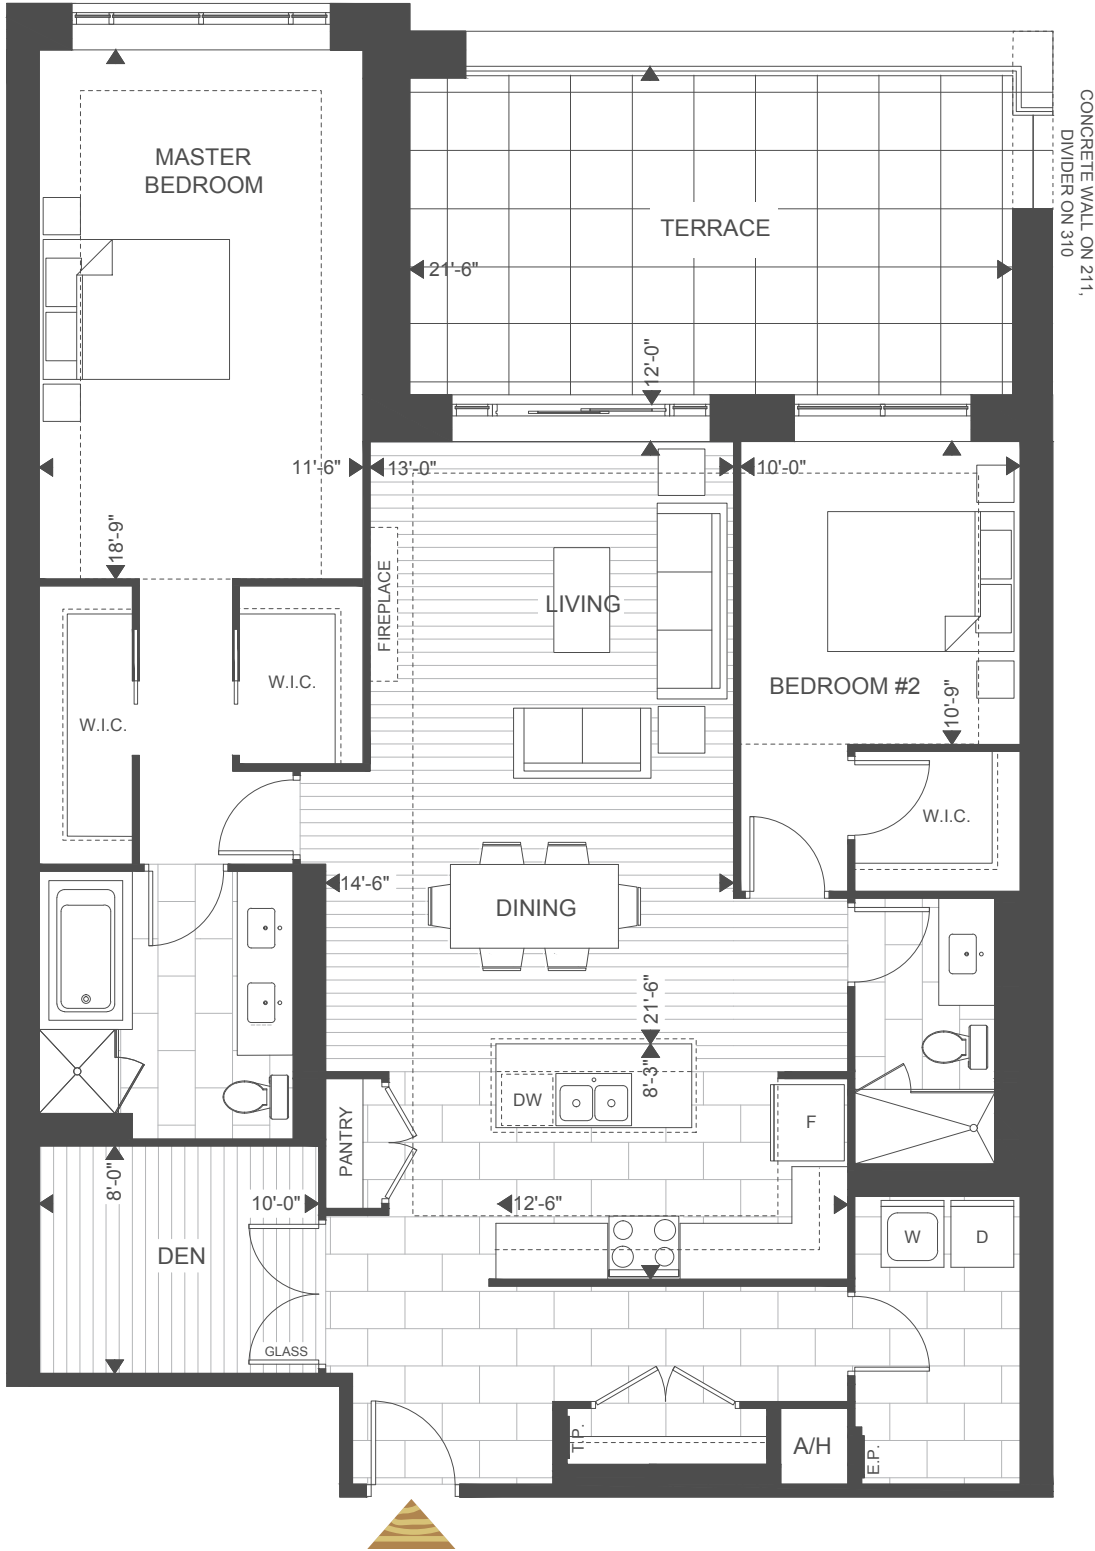 MASTER
BEDROOM
CONCRETE WALL ON 211,
DIVIDER ON 310
TERRACE
21'-6"
12'-0"
11'-6"
13'-0"
10'-0"
18'-9"
FIREPLACE
LIVING
W.I.C.
W.I.C.
BEDROOM #2
10'-9"
W.I.C.
14'-6"
DINING
21'-6"
8'-3"
DW
F
PANTRY
8'-0"
10'-0"
12'-6"
DEN
W
D
GLASS
T.P.
A/H
E.P.